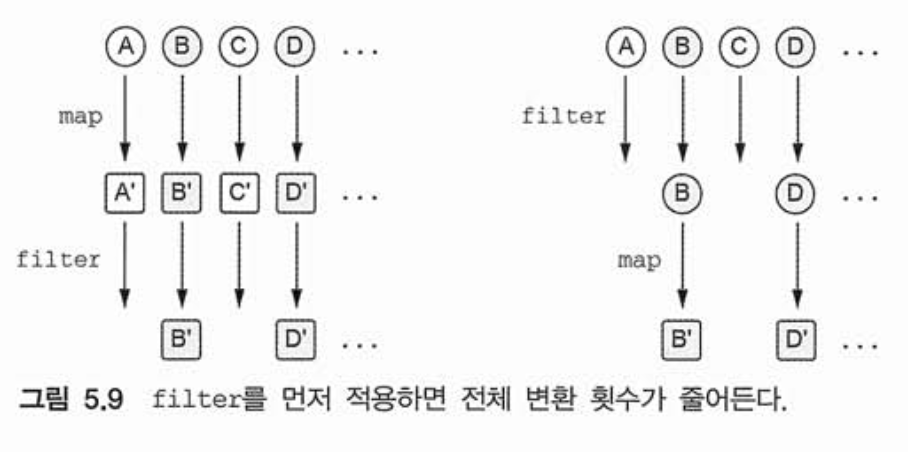 A B C D ... A B C D ...
map filter
A' B' C' D' ... B D ...
filter map
B' D' ... B' D' ...
그림 5.9 filter를 먼저 적용하면 전체 변환 횟수가 줄어든다.